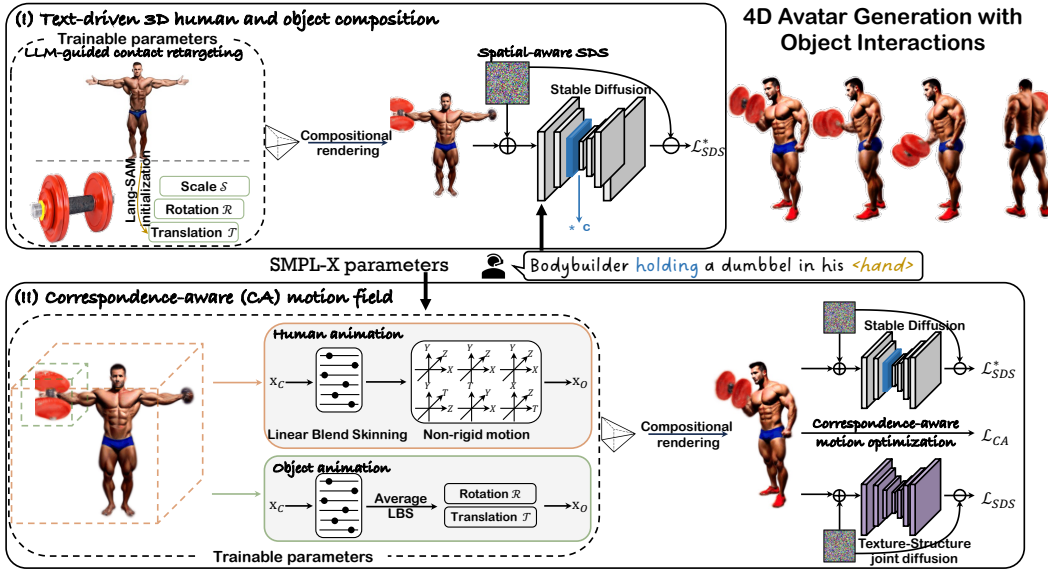 (I) Text-driven 3D human and object composition
Trainable parameters
LLM-guided contact retargeting
Lang-SAM
initialization
Scale 𝒮
Rotation ℛ
Translation 𝒯
Compositional
rendering
Spatial-aware SDS
Stable Diffusion
* c
ℒ*SDS
4D Avatar Generation with
Object Interactions
SMPL-X parameters
Bodybuilder holding a dumbbel in his <hand>
(II) Correspondence-aware (CA) motion field
Human animation
x_C
Linear Blend Skinning
Y Z X Y Z X Y Z X
Y T Z T Y X X Y T
Non-rigid motion
x_O
Object animation
x_C
Average
LBS
Rotation ℛ
Translation 𝒯
x_O
Trainable parameters
Compositional
rendering
Stable Diffusion
ℒ*SDS
Correspondence-aware
motion optimization
ℒCA
ℒSDS
Texture-Structure
joint diffusion